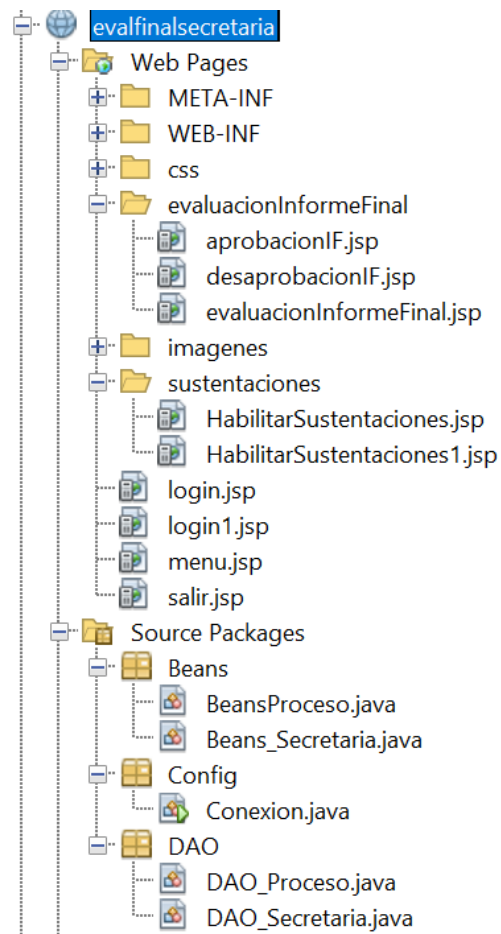 evalfinalsecretaria
Web Pages
META-INF
WEB-INF
css
evaluacionInformeFinal
aprobacionIF.jsp
desaprobacionIF.jsp
evaluacionInformeFinal.jsp
imagenes
sustentaciones
HabilitarSustentaciones.jsp
HabilitarSustentaciones1.jsp
login.jsp
login1.jsp
menu.jsp
salir.jsp
Source Packages
Beans
BeansProceso.java
Beans_Secretaria.java
Config
Conexion.java
DAO
DAO_Proceso.java
DAO_Secretaria.java